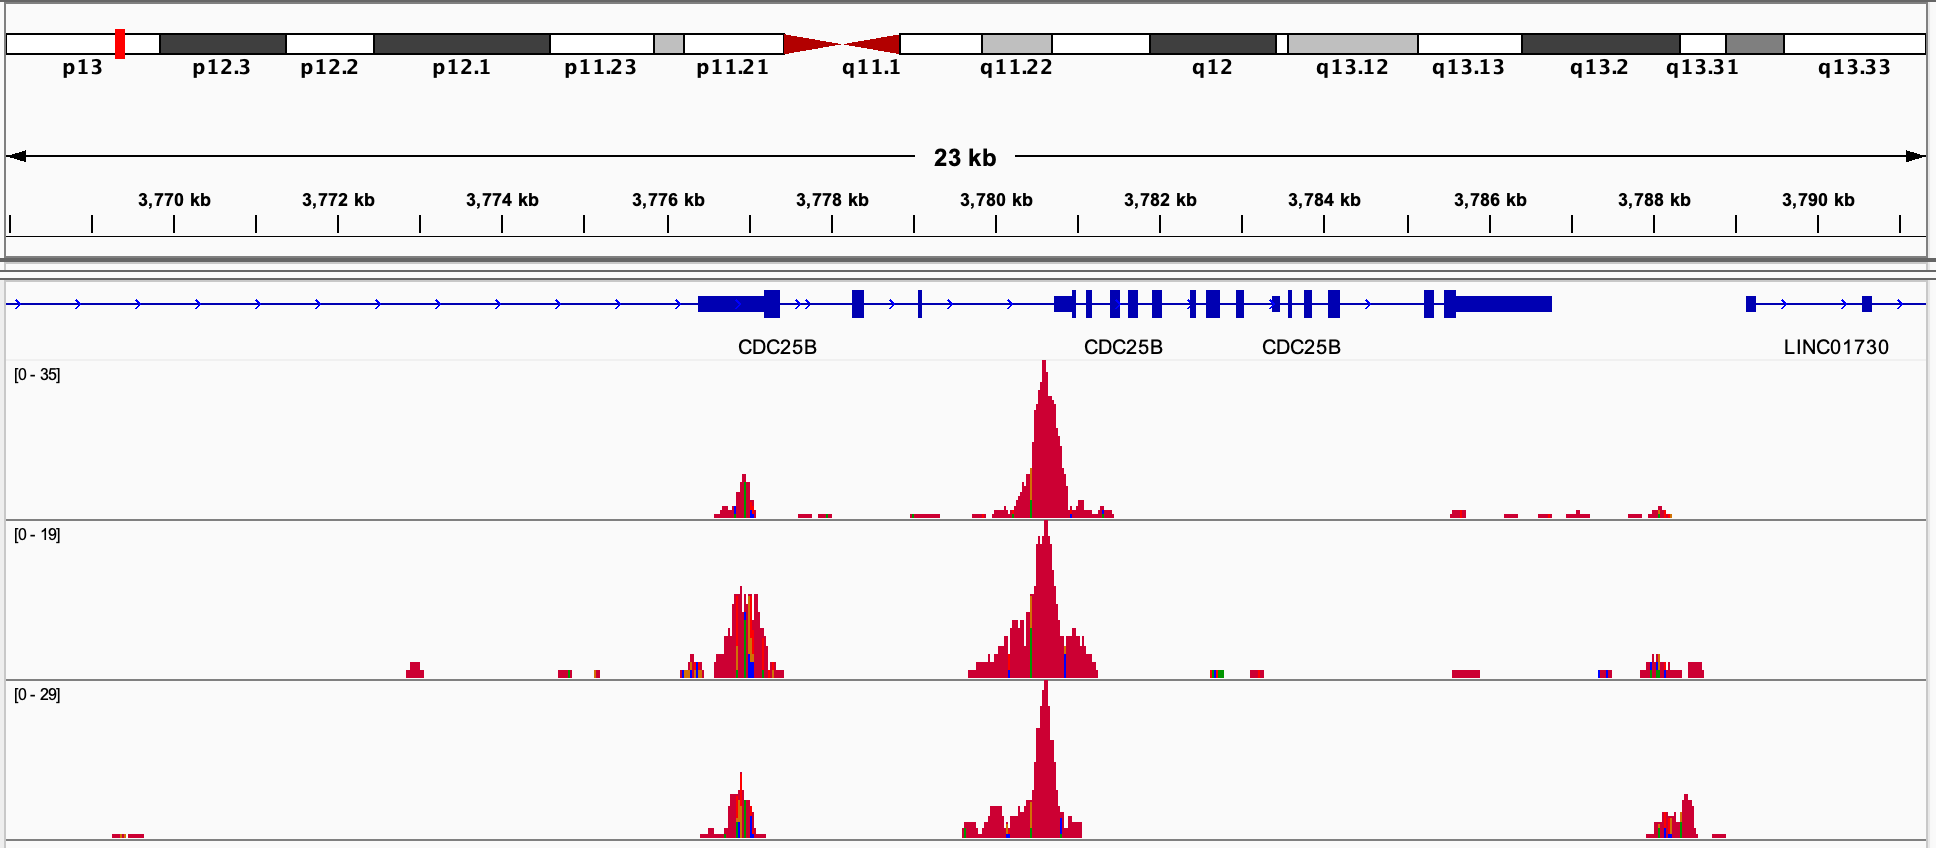 p13 p12.3 p12.2 p12.1 p11.23 p11.21 q11.1 q11.22 q12 q13.12 q13.13 q13.2 q13.31 q13.33
23 kb
3,770 kb 3,772 kb 3,774 kb 3,776 kb 3,778 kb 3,780 kb 3,782 kb 3,784 kb 3,786 kb 3,788 kb 3,790 kb
CDC25B CDC25B CDC25B LINC01730
[0 - 35]
[0 - 19]
[0 - 29]